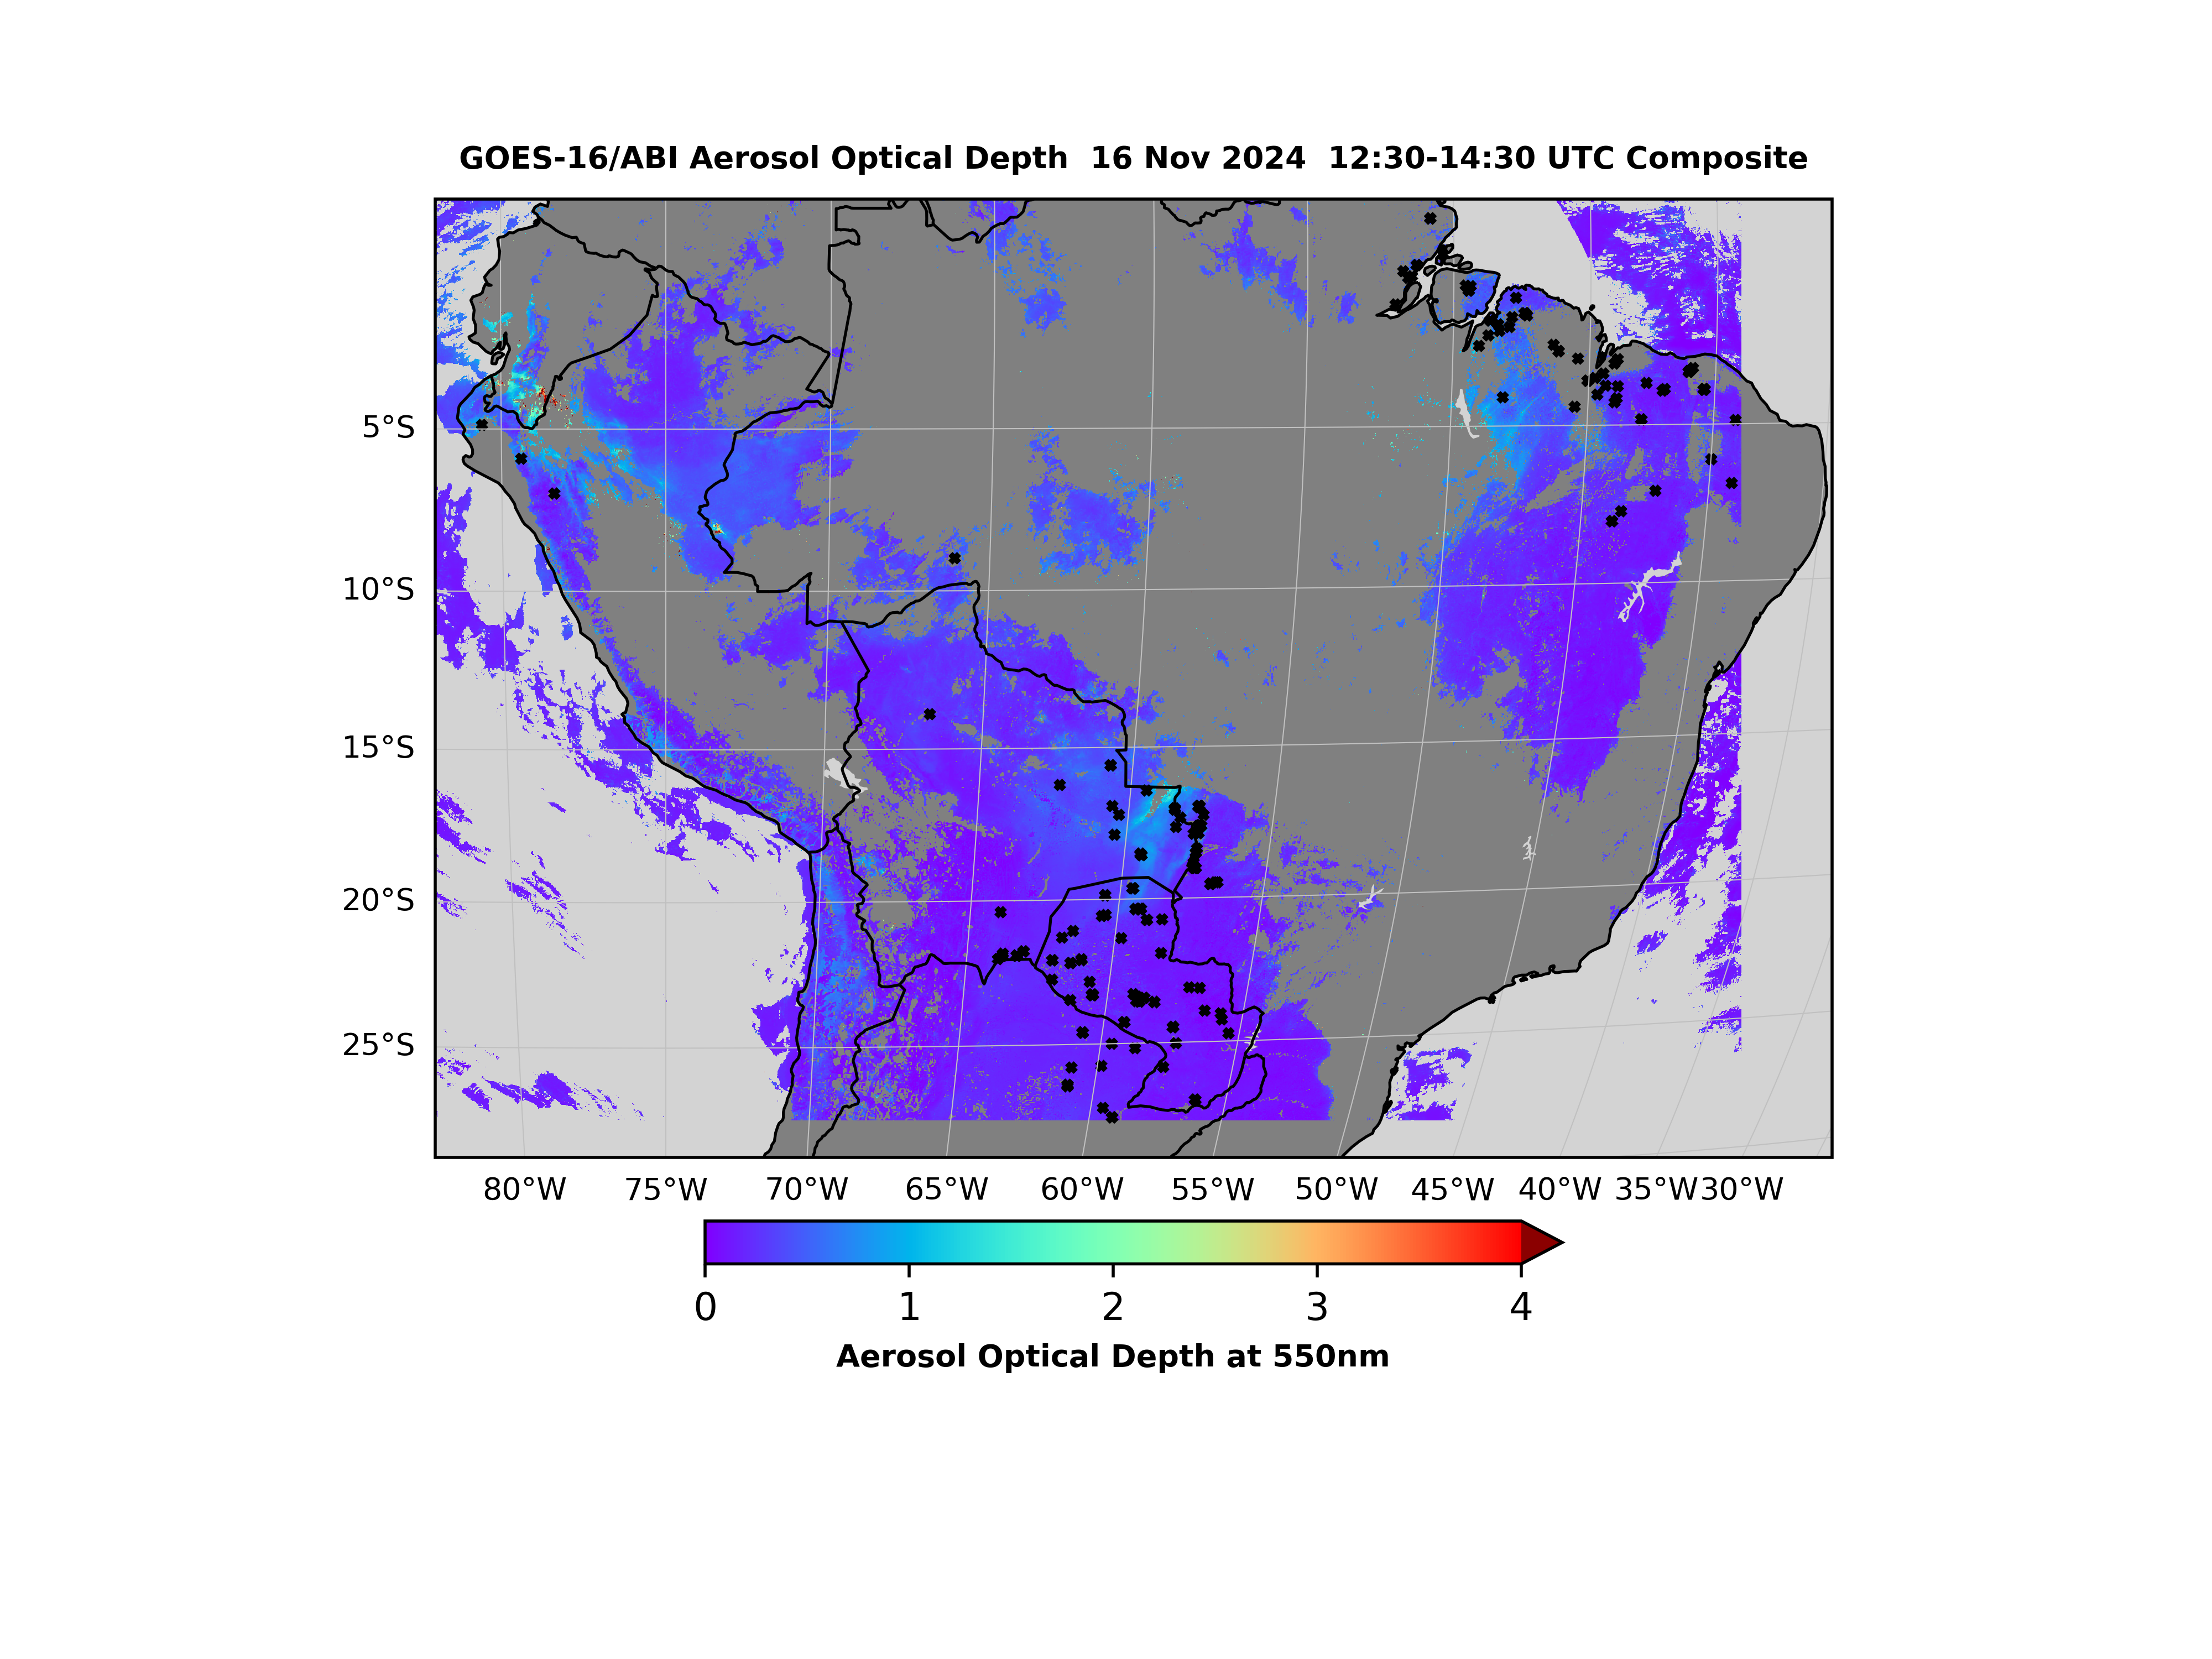 GOES-16/ABI Aerosol Optical Depth  16 Nov 2024  12:30-14:30 UTC Composite
5°S
10°S
15°S
20°S
25°S
80°W 75°W 70°W 65°W 60°W 55°W 50°W 45°W 40°W 35°W 30°W
0 1 2 3 4
Aerosol Optical Depth at 550nm